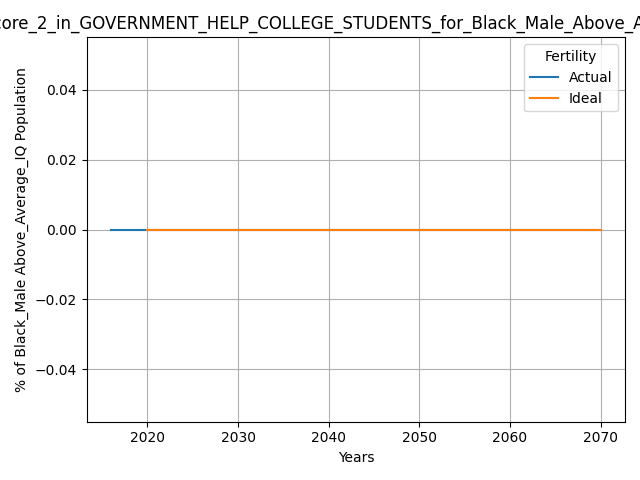 core_2_in_GOVERNMENT_HELP_COLLEGE_STUDENTS_for_Black_Male_Above_A
% of Black_Male Above_Average_IQ Population
0.04
0.02
0.00
−0.02
−0.04
Fertility
Actual
Ideal
2020 2030 2040 2050 2060 2070
Years